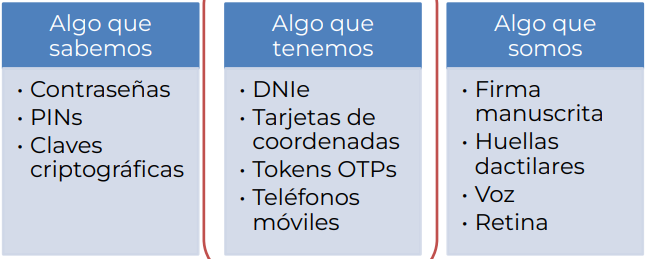 Algo que
sabemos
• Contraseñas
• PINs
• Claves
criptográficas
Algo que
tenemos
• DNIe
• Tarjetas de
coordenadas
• Tokens OTPs
• Teléfonos
móviles
Algo que
somos
• Firma
manuscrita
• Huellas
dactilares
• Voz
• Retina